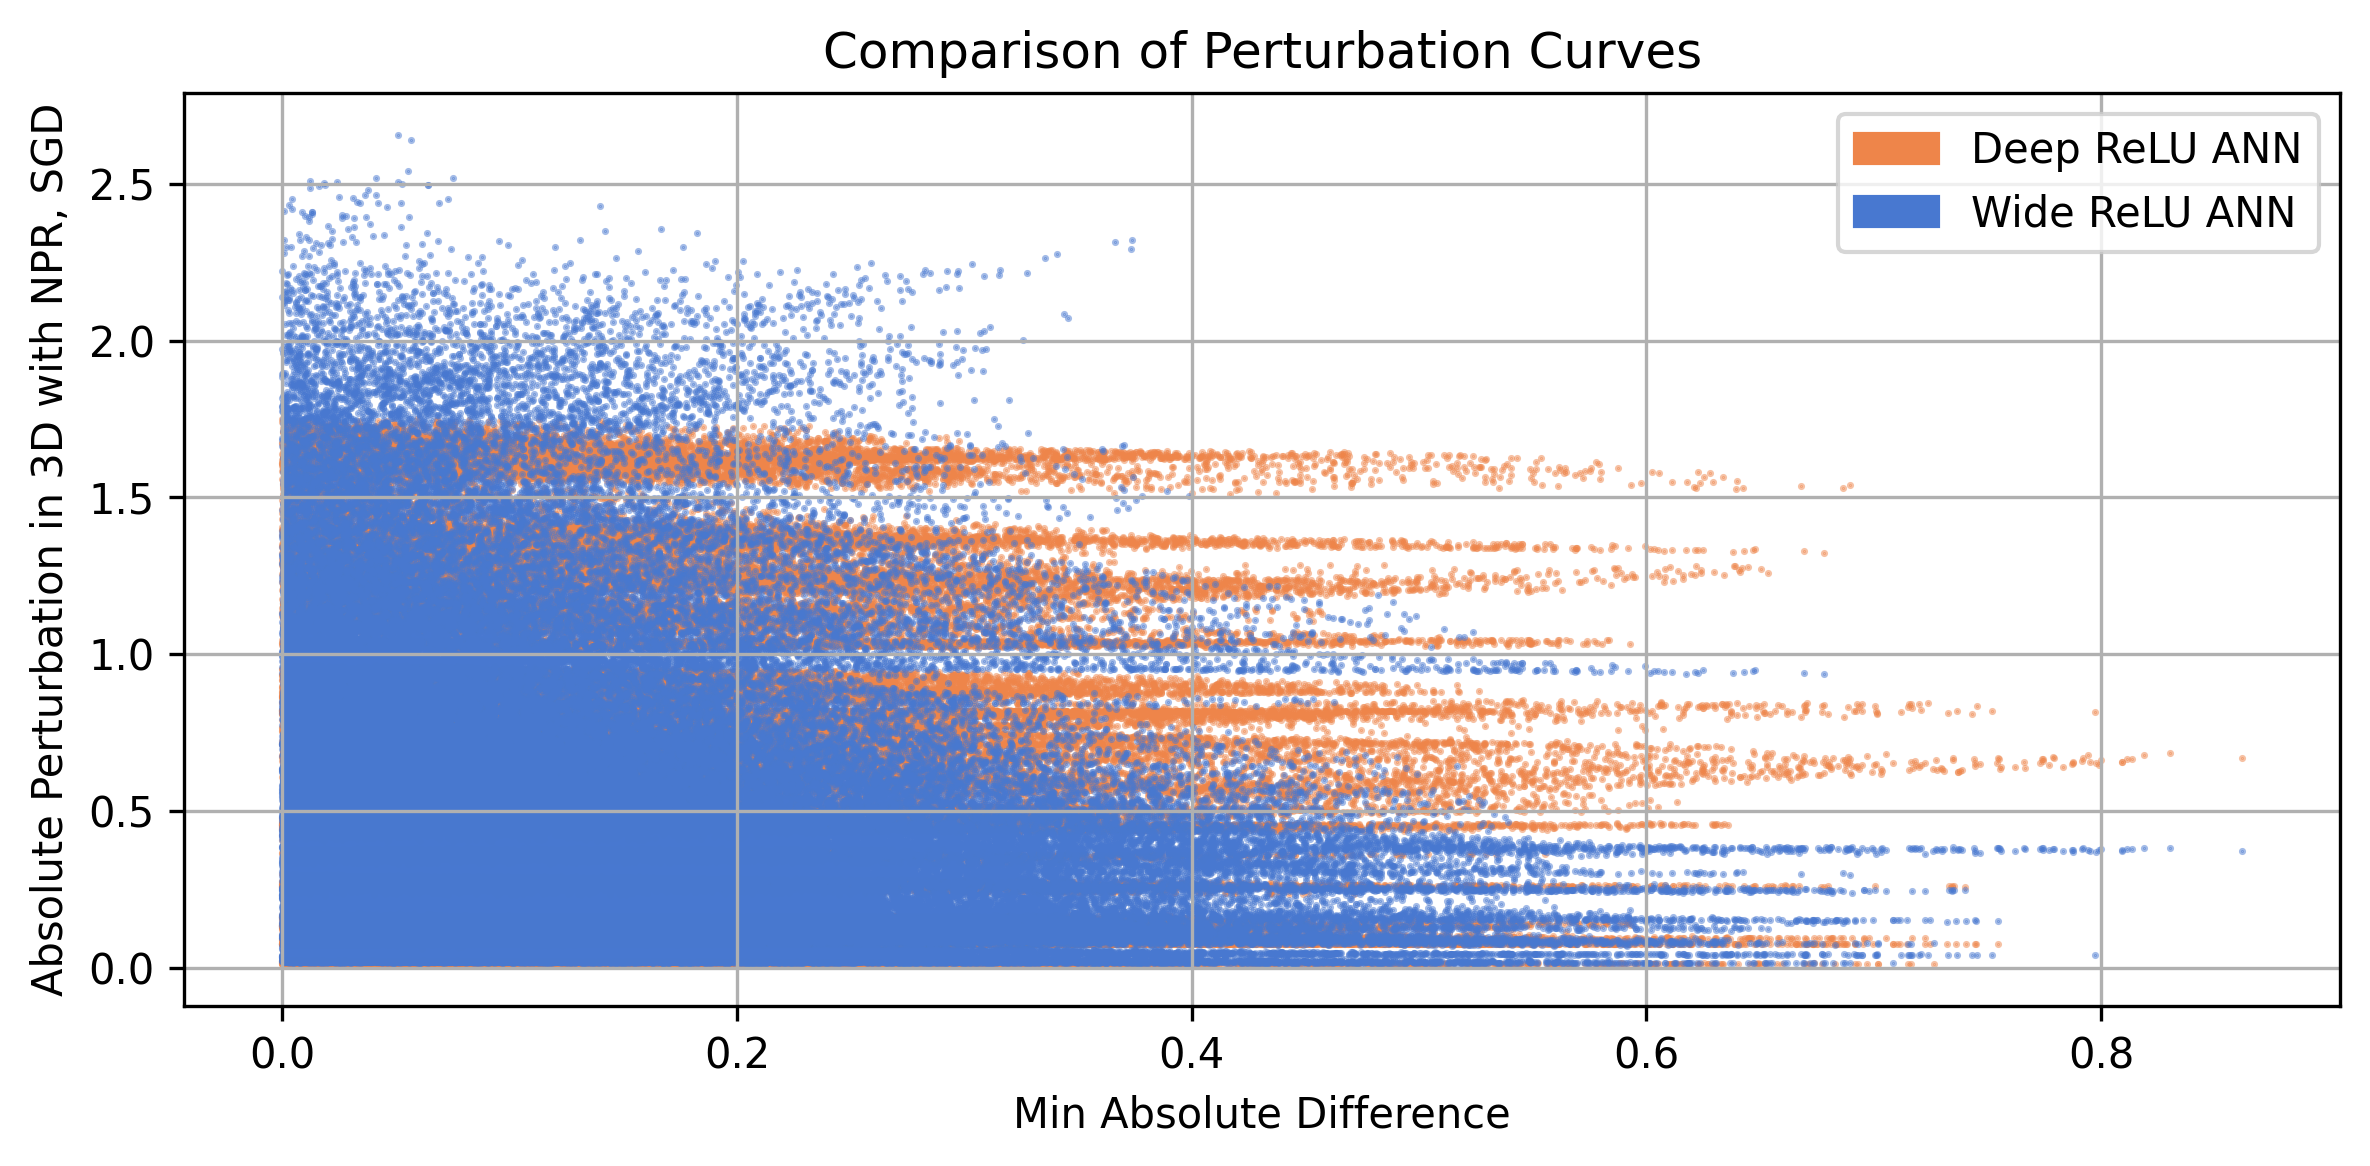 Comparison of Perturbation Curves
Absolute Perturbation in 3D with NPR, SGD
2.5
2.0
1.5
1.0
0.5
0.0
Deep ReLU ANN
Wide ReLU ANN
0.0 0.2 0.4 0.6 0.8
Min Absolute Difference